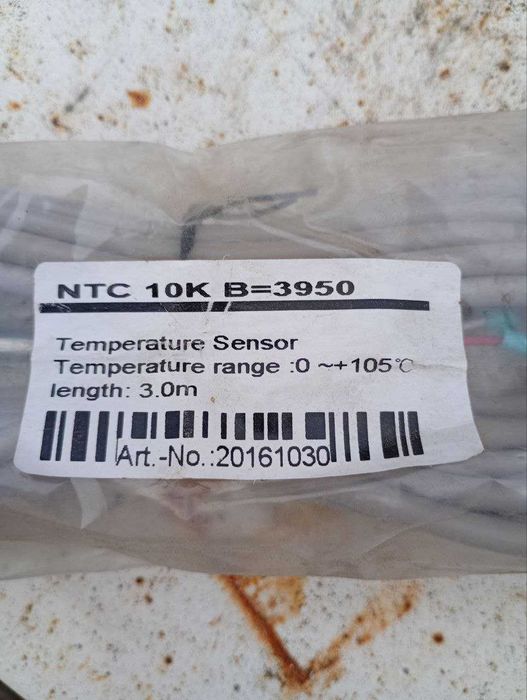 NTC 10K B=3950
Temperature Sensor
Temperature range :0 ~+105℃
length: 3.0m
Art.-No.:20161030